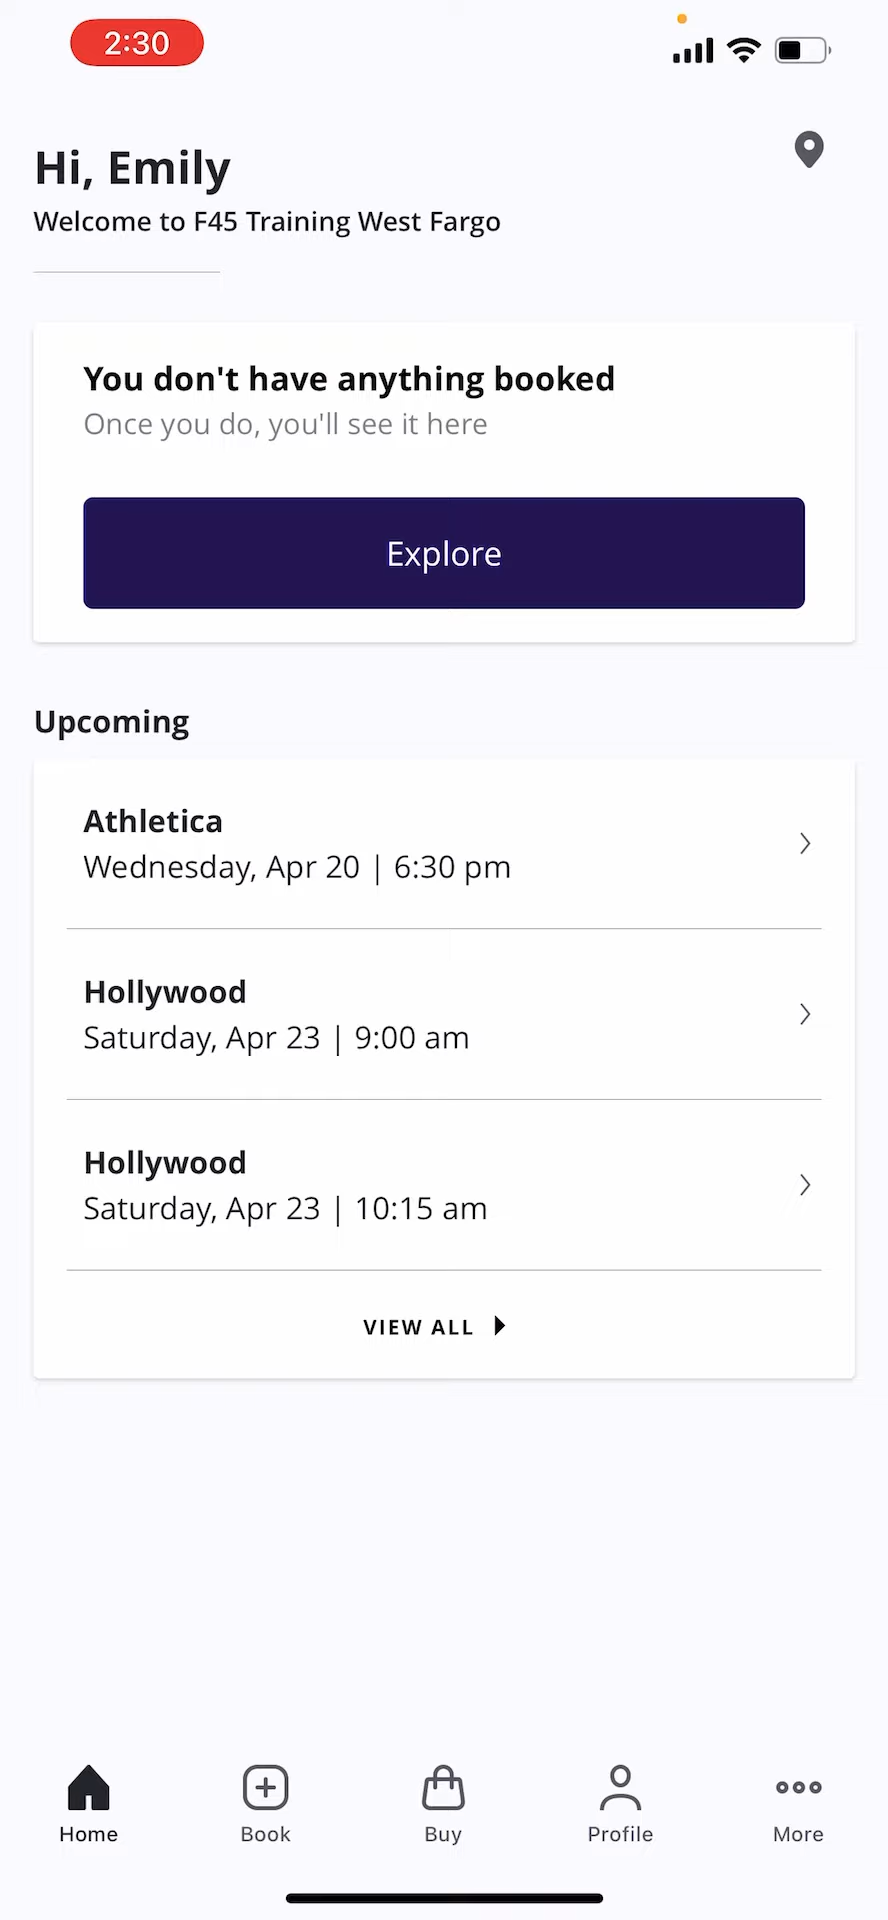 2:30
Hi, Emily
Welcome to F45 Training West Fargo
You don't have anything booked
Once you do, you'll see it here
Explore
Upcoming
Athletica
Wednesday, Apr 20 | 6:30 pm
Hollywood
Saturday, Apr 23 | 9:00 am
Hollywood
Saturday, Apr 23 | 10:15 am
VIEW ALL
Home Book Buy Profile More